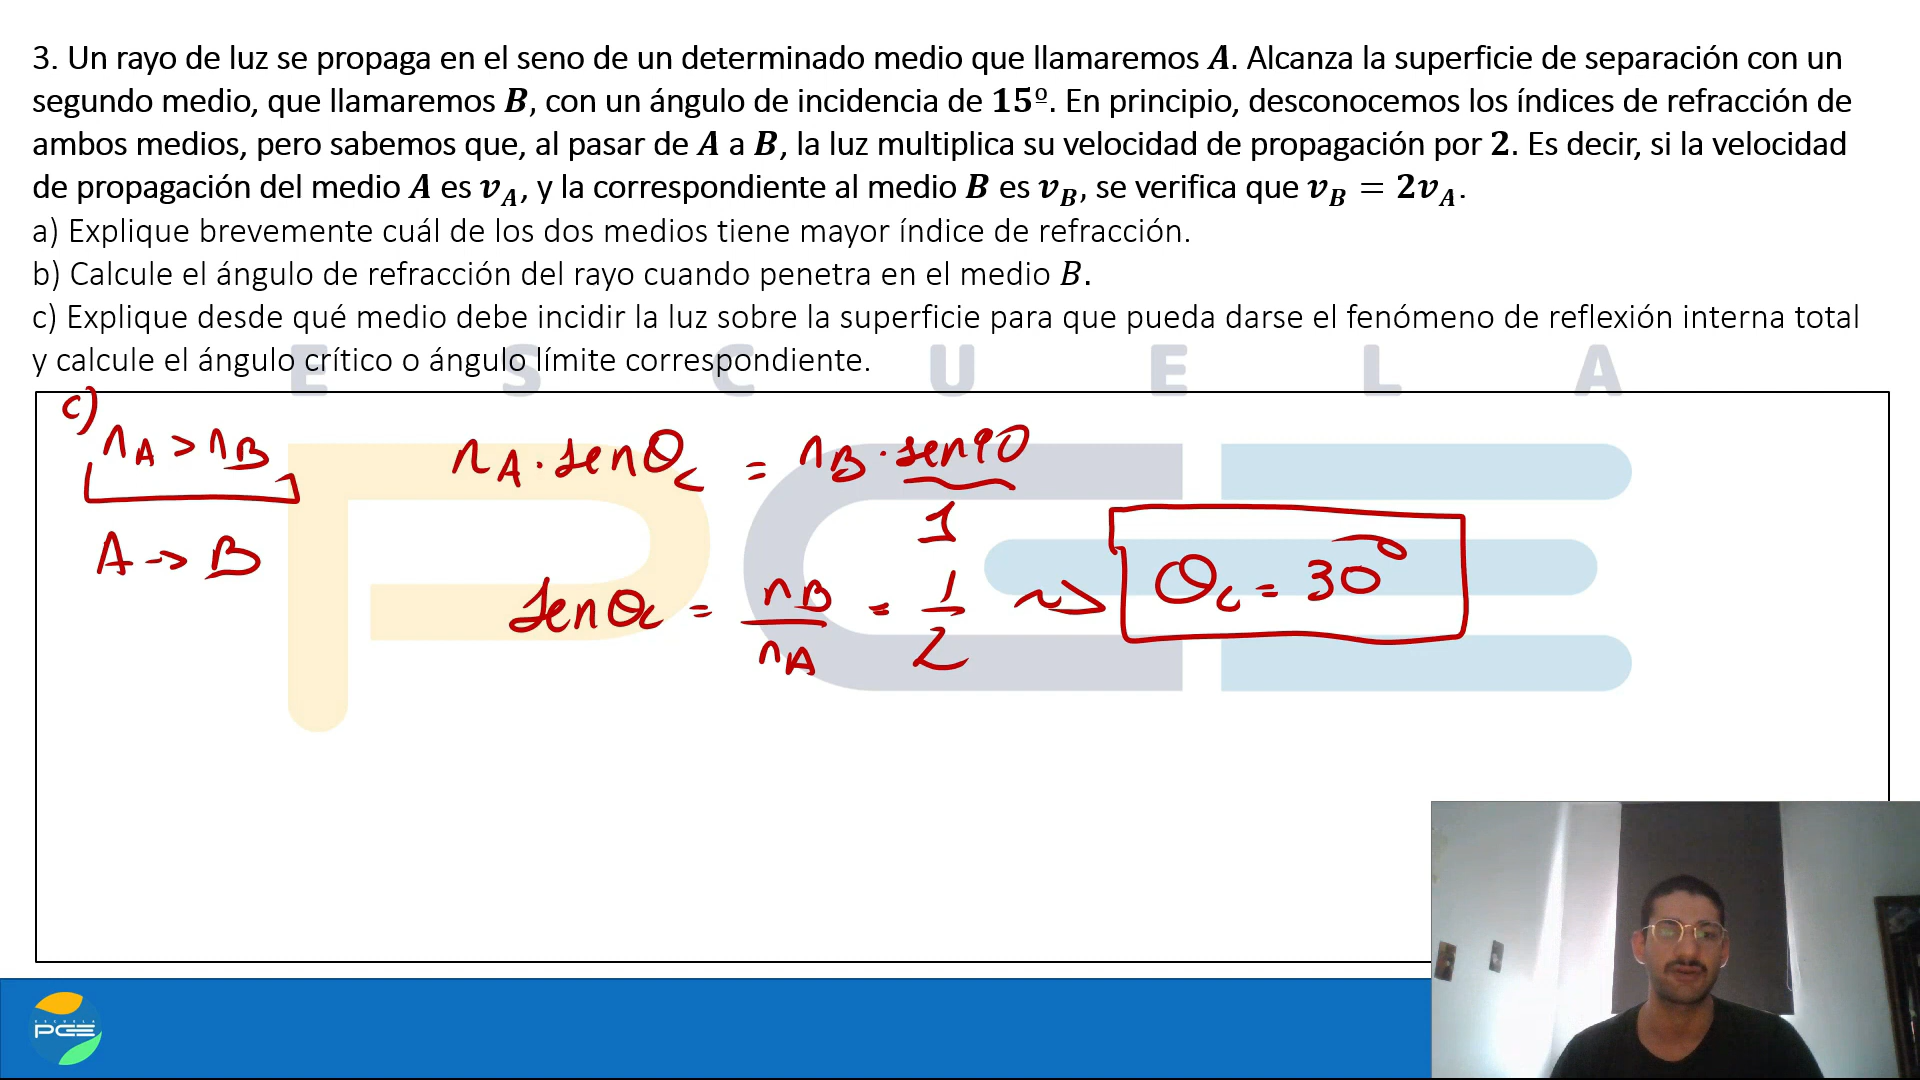 3. Un rayo de luz se propaga en el seno de un determinado medio que llamaremos A. Alcanza la superficie de separación con un
segundo medio, que llamaremos B, con un ángulo de incidencia de 15º. En principio, desconocemos los índices de refracción de
ambos medios, pero sabemos que, al pasar de A a B, la luz multiplica su velocidad de propagación por 2. Es decir, si la velocidad
de propagación del medio A es v_A, y la correspondiente al medio B es v_B, se verifica que v_B = 2v_A.
a) Explique brevemente cuál de los dos medios tiene mayor índice de refracción.
b) Calcule el ángulo de refracción del rayo cuando penetra en el medio B.
c) Explique desde qué medio debe incidir la luz sobre la superficie para que pueda darse el fenómeno de reflexión interna total
y calcule el ángulo crítico o ángulo límite correspondiente.
ESCUELA
PGE
c)
n_A > n_B
A → B
n_A · sen θ_c = n_B · sen 90
1
sen θ_c = n_B / n_A = 1/2 ⇝ θ_c = 30°
ESCUELA
PGE